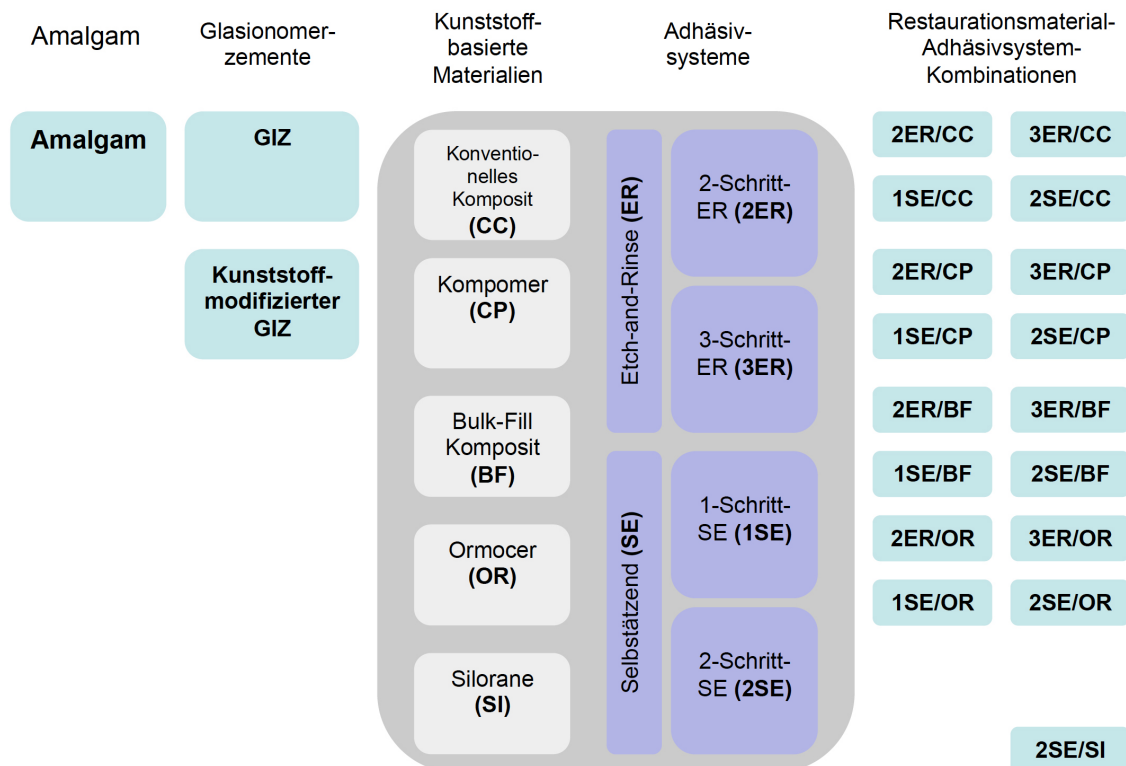 Amalgam
Glasionomer-
zemente
Kunststoff-
basierte
Materialien
Adhäsiv-
systeme
Restaurationsmaterial-
Adhäsivsystem-
Kombinationen
Amalgam
GIZ
Kunststoff-
modifizierter
GIZ
Konventio-
nelles
Komposit
(CC)
Kompomer
(CP)
Bulk-Fill
Komposit
(BF)
Ormocer
(OR)
Silorane
(SI)
Etch-and-Rinse (ER)
Selbstätzend (SE)
2-Schritt-
ER (2ER)
3-Schritt-
ER (3ER)
1-Schritt-
SE (1SE)
2-Schritt-
SE (2SE)
2ER/CC 3ER/CC
1SE/CC 2SE/CC
2ER/CP 3ER/CP
1SE/CP 2SE/CP
2ER/BF 3ER/BF
1SE/BF 2SE/BF
2ER/OR 3ER/OR
1SE/OR 2SE/OR
2SE/SI